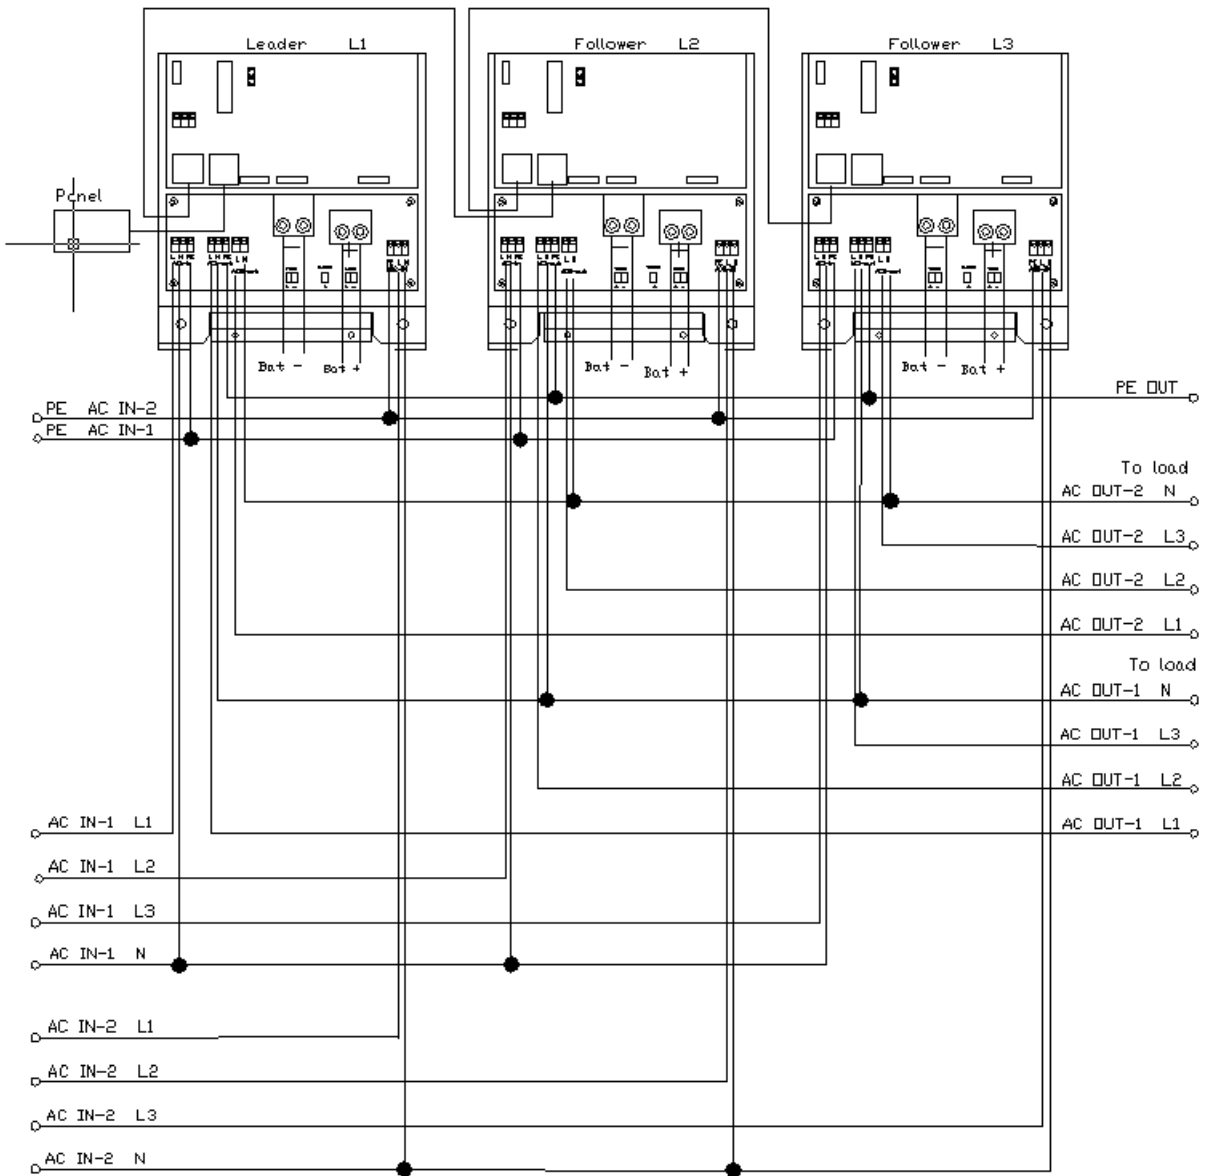 Leader L1
Follower L2
Follower L3
Panel
Bat - Bat +
Bat - Bat +
Bat - Bat +
PE OUT
PE AC IN-2
PE AC IN-1
To load
AC OUT-2 N
AC OUT-2 L3
AC OUT-2 L2
AC OUT-2 L1
To load
AC OUT-1 N
AC OUT-1 L3
AC OUT-1 L2
AC OUT-1 L1
AC IN-1 L1
AC IN-1 L2
AC IN-1 L3
AC IN-1 N
AC IN-2 L1
AC IN-2 L2
AC IN-2 L3
AC IN-2 N